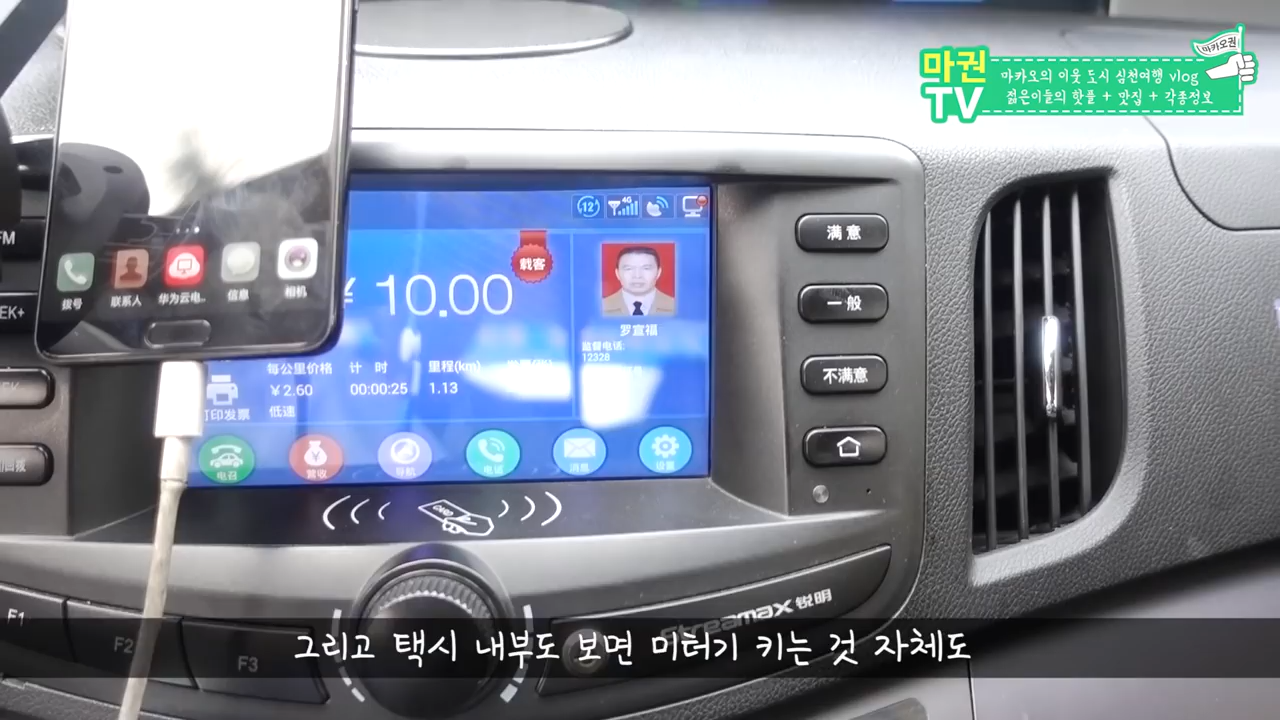 마카오권
마권
TV
마카오의 이웃 도시 심천여행 vlog
젊은이들의 핫플 + 맛집 + 각종정보
FM
EK+
拨号
联系人
华为云电..
信息
相机
12
4G
载客
¥ 10.00
罗宣福
监督电话:
12328
每公里价格
计 时
里程(km)
¥2.60
00:00:25
1.13
打印发票
低速
电召
营收
导航
电话
消息
设置
满意
一般
不满意
CARD
F1
F2
F3
Streamax 锐明
그리고 택시 내부도 보면 미터기 키는 것 자체도